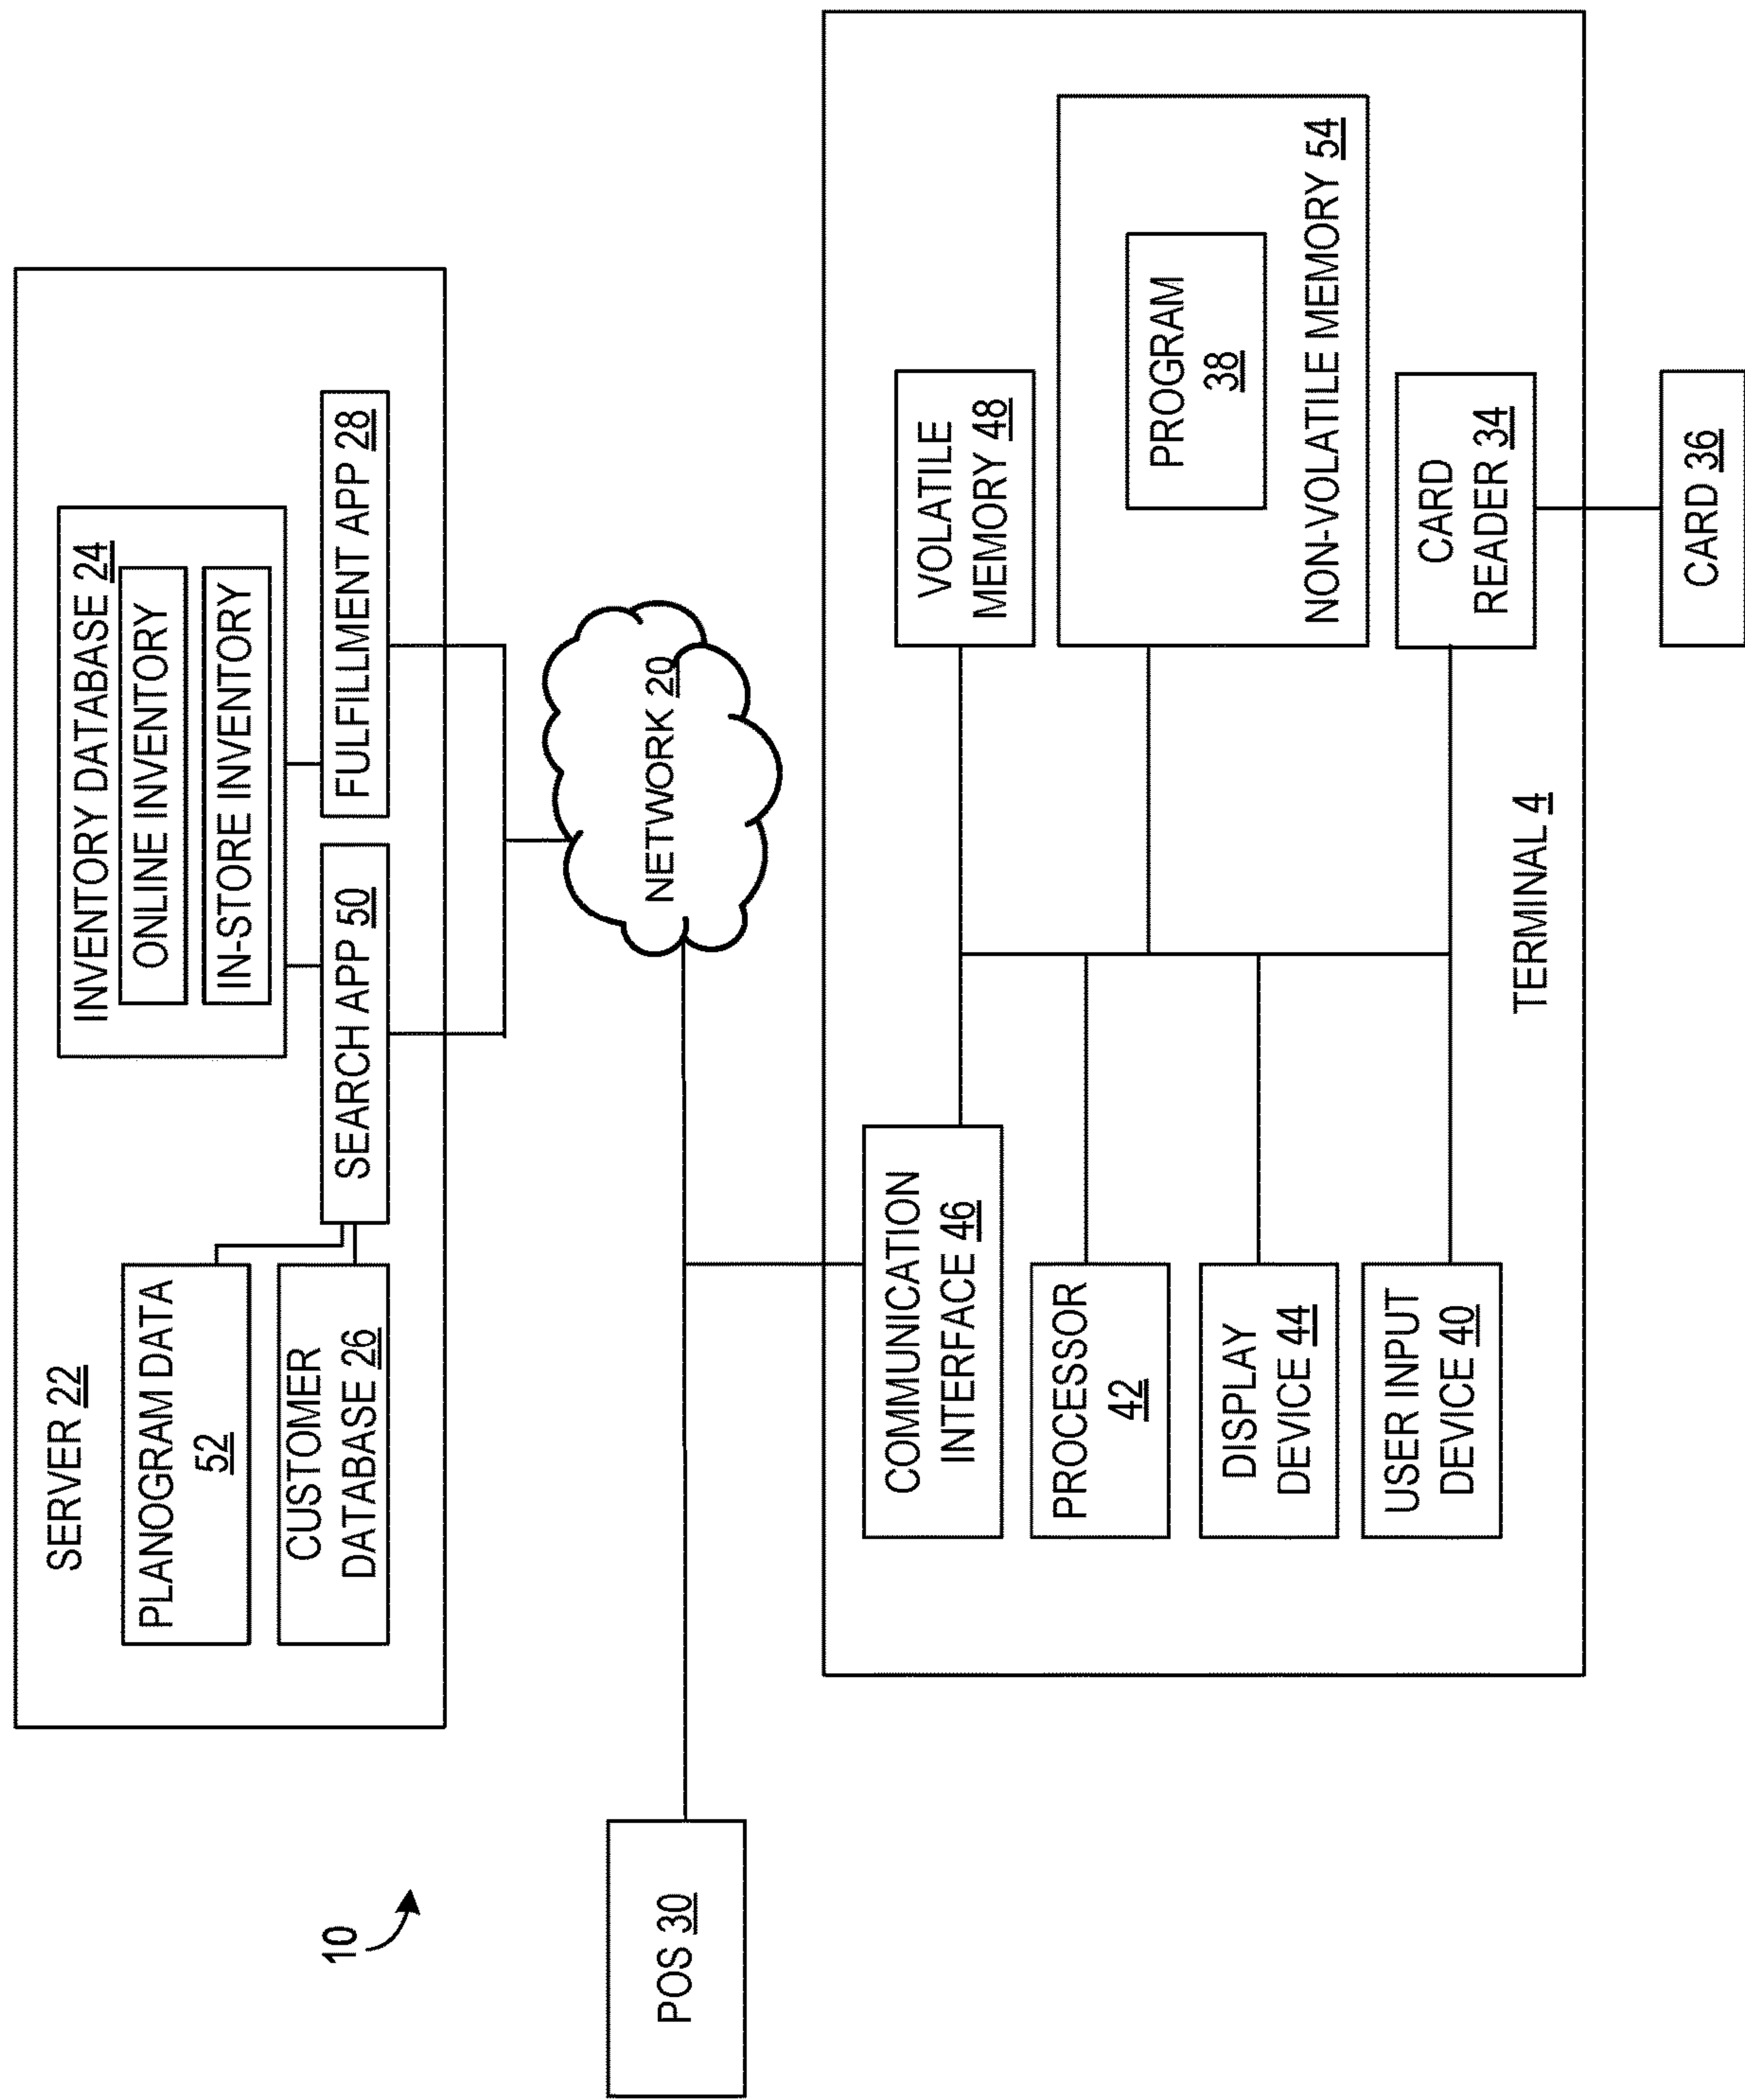 10
SERVER 22
PLANOGRAM DATA
52
CUSTOMER
DATABASE 26
INVENTORY DATABASE 24
ONLINE INVENTORY
IN-STORE INVENTORY
SEARCH APP 50
FULFILLMENT APP 28
NETWORK 20
POS 30
COMMUNICATION
INTERFACE 46
PROCESSOR
42
DISPLAY
DEVICE 44
USER INPUT
DEVICE 40
VOLATILE
MEMORY 48
PROGRAM
38
NON-VOLATILE MEMORY 54
CARD
READER 34
TERMINAL 4
CARD 36